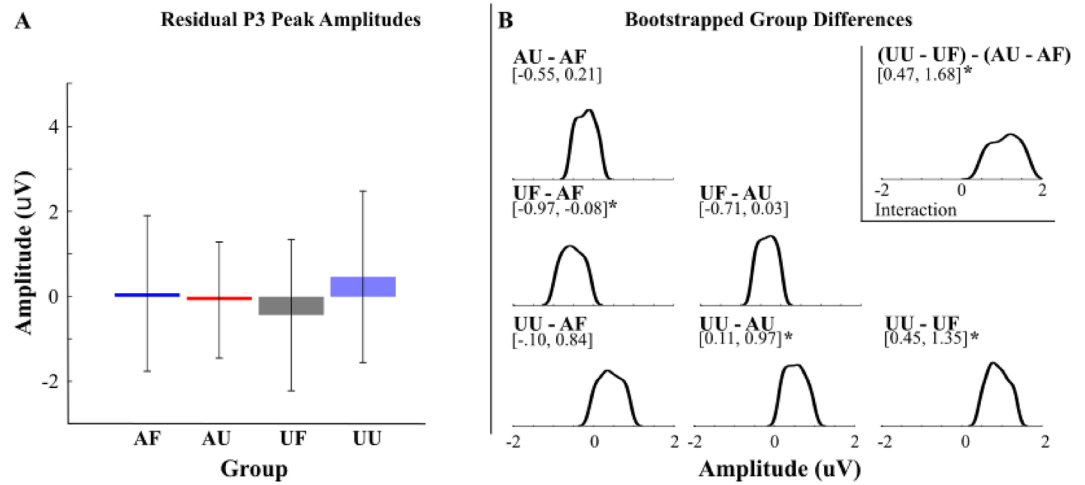 A
Residual P3 Peak Amplitudes
Amplitude (uV)
4
2
0
-2
AF AU UF UU
Group
B
Bootstrapped Group Differences
AU - AF
[-0.55, 0.21]
(UU - UF) - (AU - AF)
[0.47, 1.68]*
-2 0 2
Interaction
UF - AF
[-0.97, -0.08]*
UF - AU
[-0.71, 0.03]
UU - AF
[-.10, 0.84]
UU - AU
[0.11, 0.97]*
UU - UF
[0.45, 1.35]*
-2 0 2 -2 0 2 -2 0 2
Amplitude (uV)